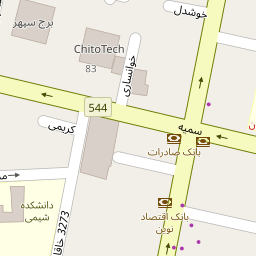 خوشدل
برج سپهر
ChitoTech
83
خوانساری
544
سمیه
کریمی
بانک صادرات
دانشکده
شیمی
بانک اقتصاد
نوین
3273